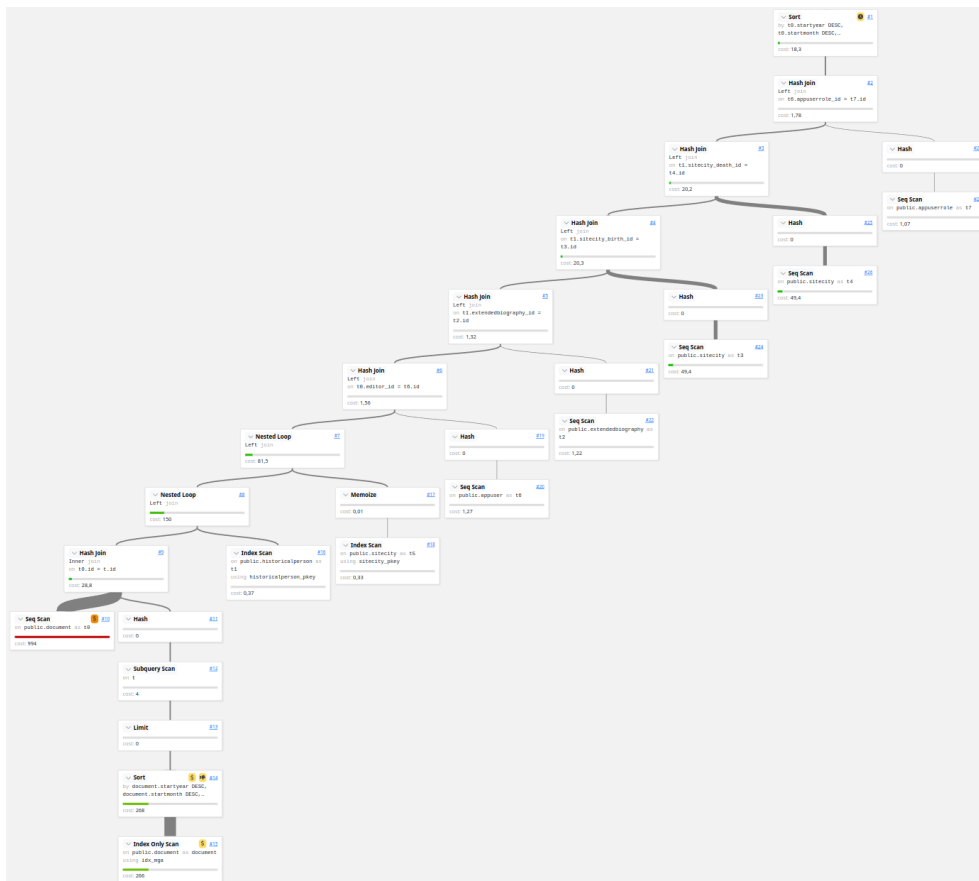 Sort #1
by t0.startyear DESC,
t0.startmonth DESC,…
cost: 18,3
Hash Join #2
Left join
on t6.appuserrole_id = t7.id
cost: 1,78
Hash Join #3
Left join
on t1.sitecity_death_id =
t4.id
cost: 20,2
Hash #2
cost: 0
Seq Scan #2
on public.appuserrole as t7
cost: 1,07
Hash Join #4
Left join
on t1.sitecity_birth_id =
t3.id
cost: 20,3
Hash #25
cost: 0
Seq Scan #26
on public.sitecity as t4
cost: 49,4
Hash Join #5
Left join
on t1.extendedbiography_id =
t2.id
cost: 1,32
Hash #23
cost: 0
Seq Scan #24
on public.sitecity as t3
cost: 49,4
Hash Join #6
Left join
on t0.editor_id = t6.id
cost: 1,56
Hash #21
cost: 0
Seq Scan #22
on public.extendedbiography as
t2
cost: 1,22
Nested Loop #7
Left join
cost: 81,5
Hash #19
cost: 0
Seq Scan #20
on public.appuser as t6
cost: 1,27
Nested Loop #8
Left join
cost: 150
Memoize #17
cost: 0,01
Index Scan #18
on public.sitecity as t5
using sitecity_pkey
cost: 0,33
Hash Join #9
Inner join
on t0.id = t.id
cost: 28,8
Index Scan #16
on public.historicalperson as
t1
using historicalperson_pkey
cost: 0,37
Seq Scan $ #10
on public.document as t0
cost: 994
Hash #11
cost: 0
Subquery Scan #12
on t
cost: 4
Limit #13
cost: 0
Sort $ #14
by document.startyear DESC,
document.startmonth DESC,…
cost: 268
Index Only Scan $ #15
on public.document as document
using idx_mga
cost: 266